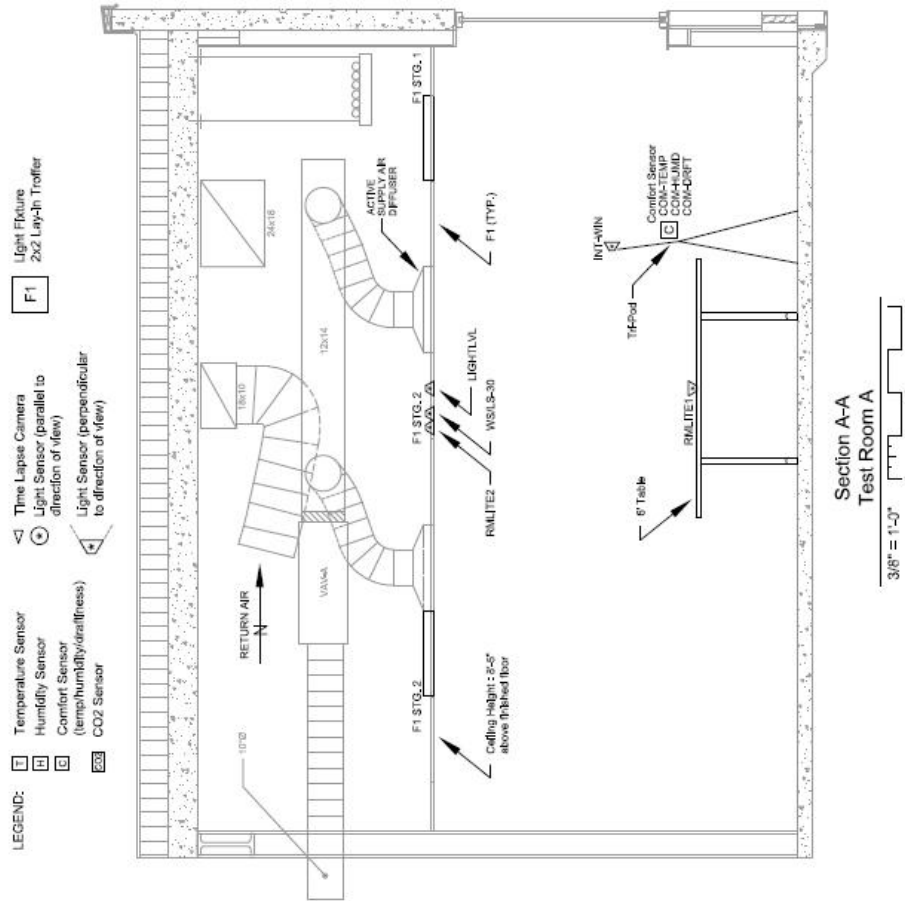 LEGEND:
T Temperature Sensor
H Humidity Sensor
C Comfort Sensor
(temp/humidity/draftiness)
CO2 CO2 Sensor
Time Lapse Camera
Light Sensor (parallel to
direction of view)
Light Sensor (perpendicular
to direction of view)
F1
Light Fixture
2x2 Lay-In Troffer
10"Ø
RETURN AIR
N
18x10
24x18
VAV-A
12x14
ACTIVE
SUPPLY AIR
DIFFUSER
F1 STG. 2
F1 STG. 2
F1 STG. 1
Ceiling Height : 8'-6"
above finished floor
RMLITE2
WS/LS-30
LIGHTLVL
F1 (TYP.)
6' Table
RMLITE1
Tri-Pod
INT-WIN
C
Comfort Sensor
COM-TEMP
COM-HUMD
COM-DRFT
Section A-A
Test Room A
3/8" = 1'-0"